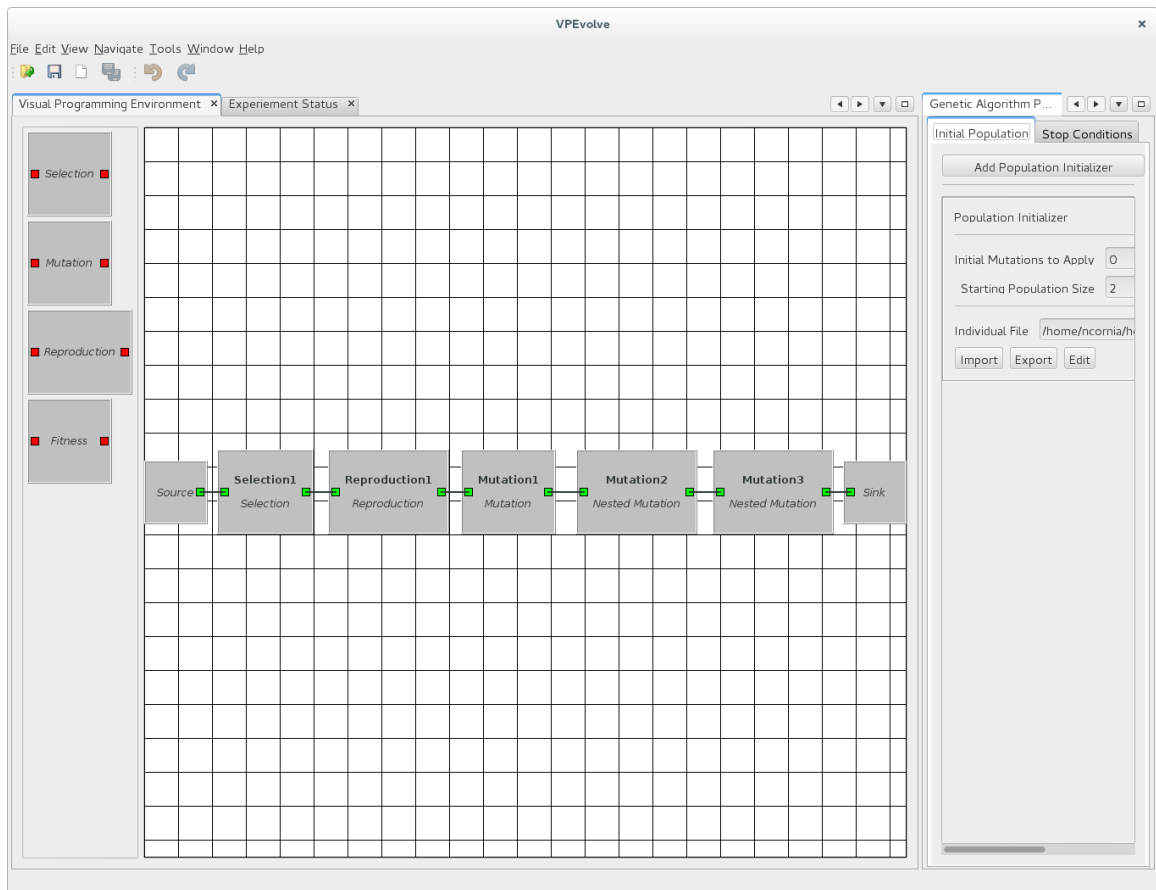 VPEvolve
File Edit View Navigate Tools Window Help
Visual Programming Environment Experiement Status
Genetic Algorithm P...
Initial Population Stop Conditions
Add Population Initializer
Population Initializer
Initial Mutations to Apply 0
Starting Population Size 2
Individual File /home/ncornia/h
Import Export Edit
Selection
Mutation
Reproduction
Fitness
Source
Selection1
Selection
Reproduction1
Reproduction
Mutation1
Mutation
Mutation2
Nested Mutation
Mutation3
Nested Mutation
Sink